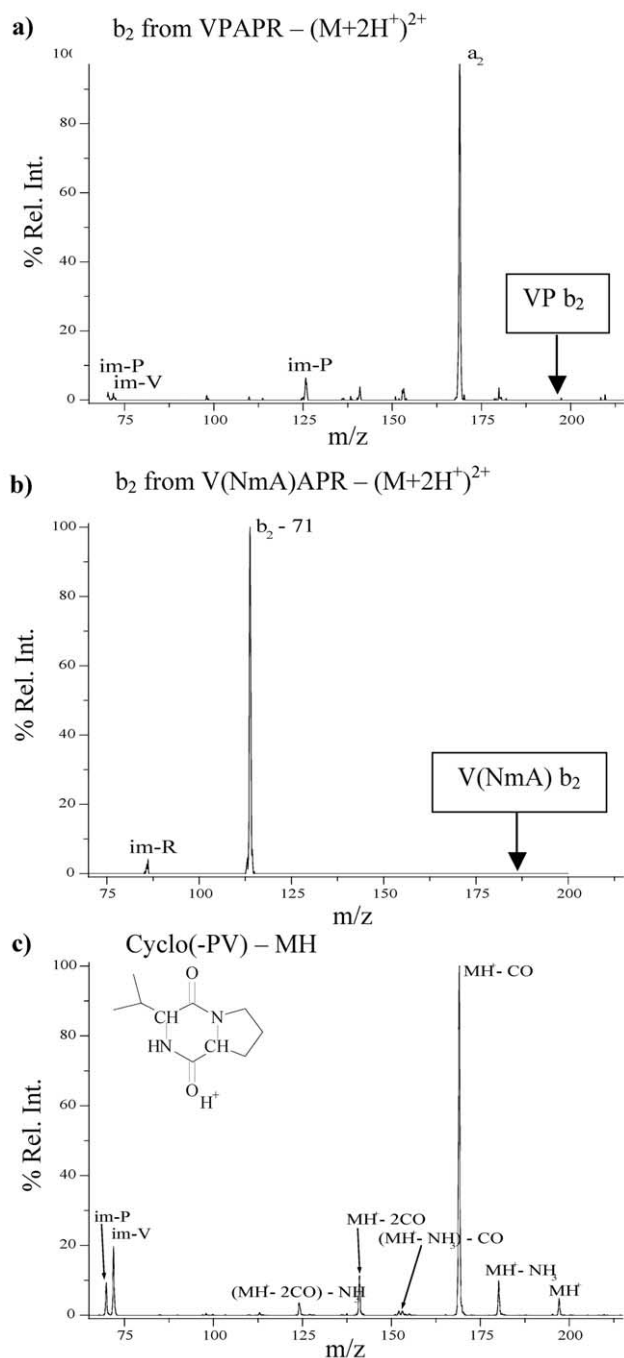 a) b₂ from VPAPR – (M+2H⁺)²⁺
10(
80
60
40
20
0
% Rel. Int.
a₂
VP b₂
im-P
im-V
im-P
75 100 125 150 175 200
m/z
b) b₂ from V(NmA)APR – (M+2H⁺)²⁺
100
80
60
40
20
0
% Rel. Int.
b₂ - 71
V(NmA) b₂
im-R
75 100 125 150 175 200
m/z
c) Cyclo(-PV) – MH
100
80
60
40
20
0
% Rel. Int.
O
CH N
HN CH
O
H⁺
MH⁺- CO
im-P
im-V
MH⁺- 2CO
(MH⁺- NH₃) - CO
(MH⁺- 2CO) - NH₃
MH⁺- NH₃
MH⁺
75 100 125 150 175 200
m/z